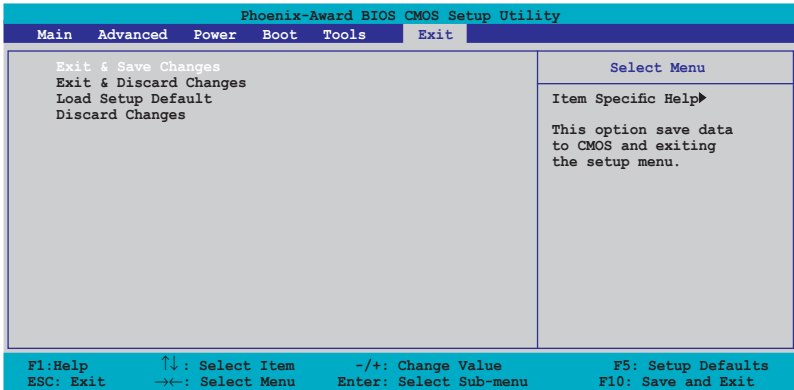 Phoenix-Award BIOS CMOS Setup Utility
Main Advanced Power Boot Tools Exit
Exit & Save Changes
Exit & Discard Changes
Load Setup Default
Discard Changes
Select Menu
Item Specific Help▶
This option save data
to CMOS and exiting
the setup menu.
F1:Help ↑↓: Select Item -/+: Change Value F5: Setup Defaults
ESC: Exit →←: Select Menu Enter: Select Sub-menu F10: Save and Exit